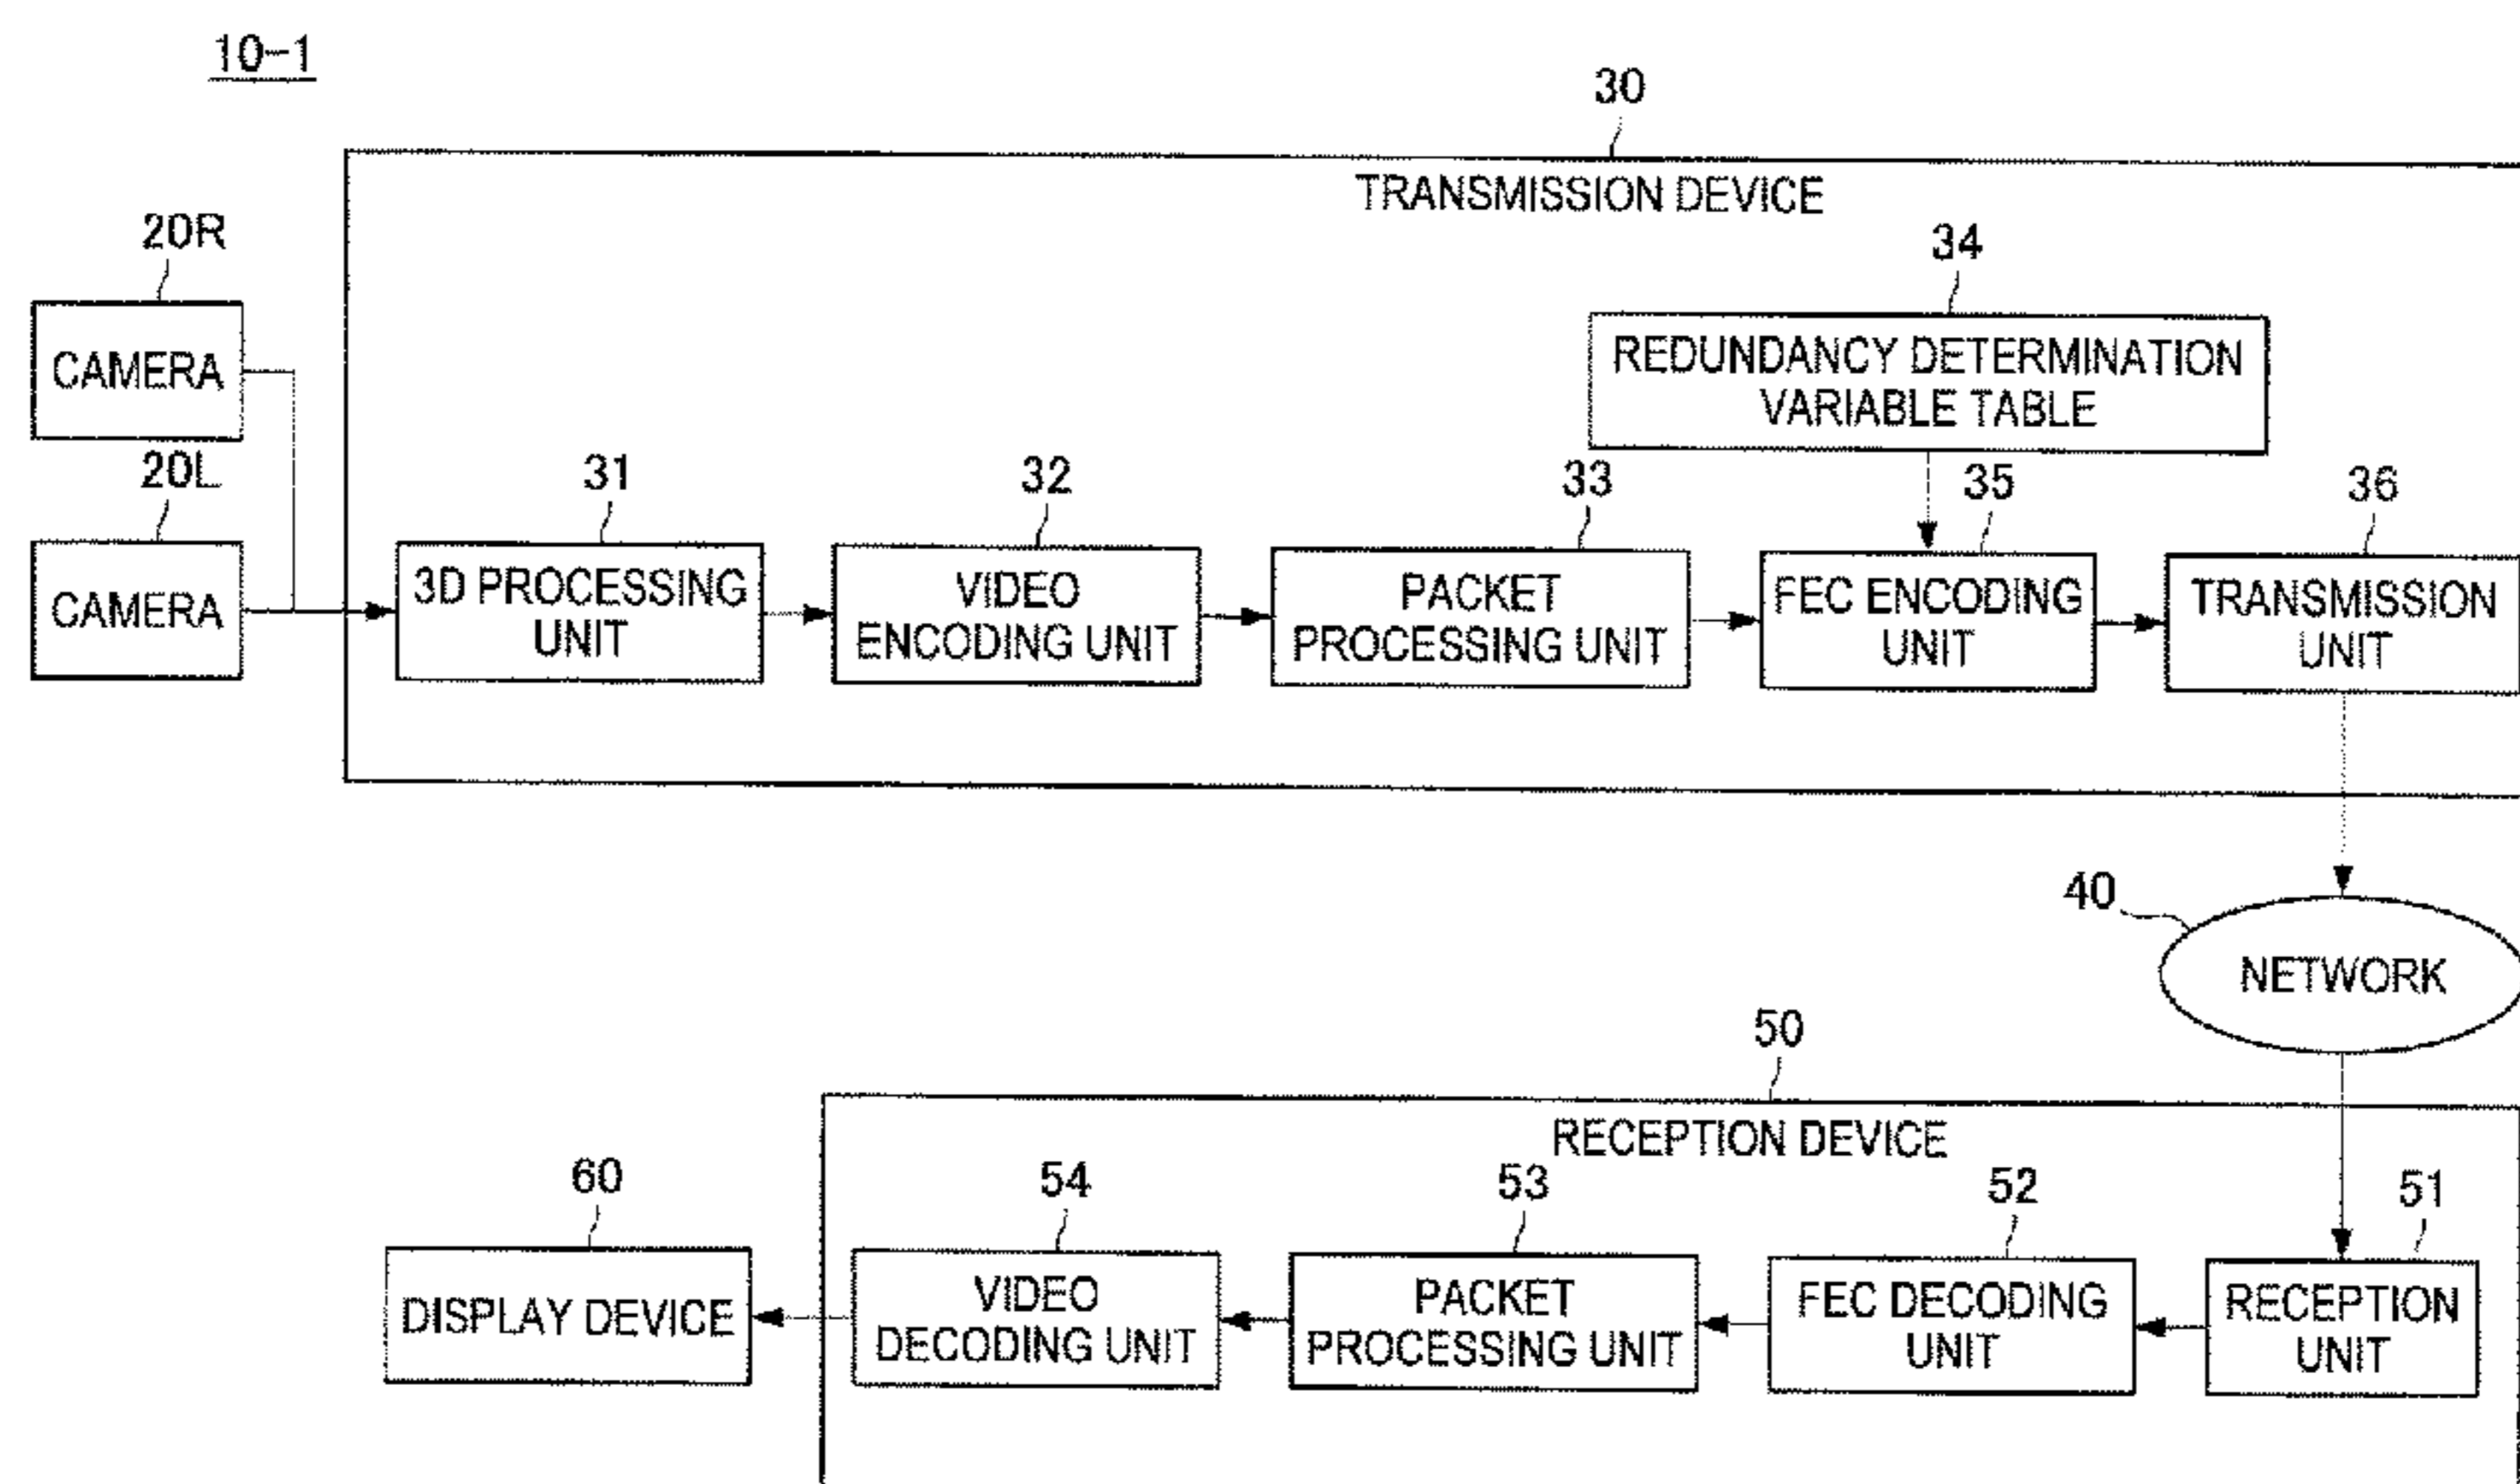 10-1
30
TRANSMISSION DEVICE
20R
34
CAMERA
REDUNDANCY DETERMINATION
VARIABLE TABLE
20L
31
32
33
35
36
CAMERA
3D PROCESSING
UNIT
VIDEO
ENCODING UNIT
PACKET
PROCESSING UNIT
FEC ENCODING
UNIT
TRANSMISSION
UNIT
40
NETWORK
50
RECEPTION DEVICE
60
54
53
52
51
DISPLAY DEVICE
VIDEO
DECODING UNIT
PACKET
PROCESSING UNIT
FEC DECODING
UNIT
RECEPTION
UNIT